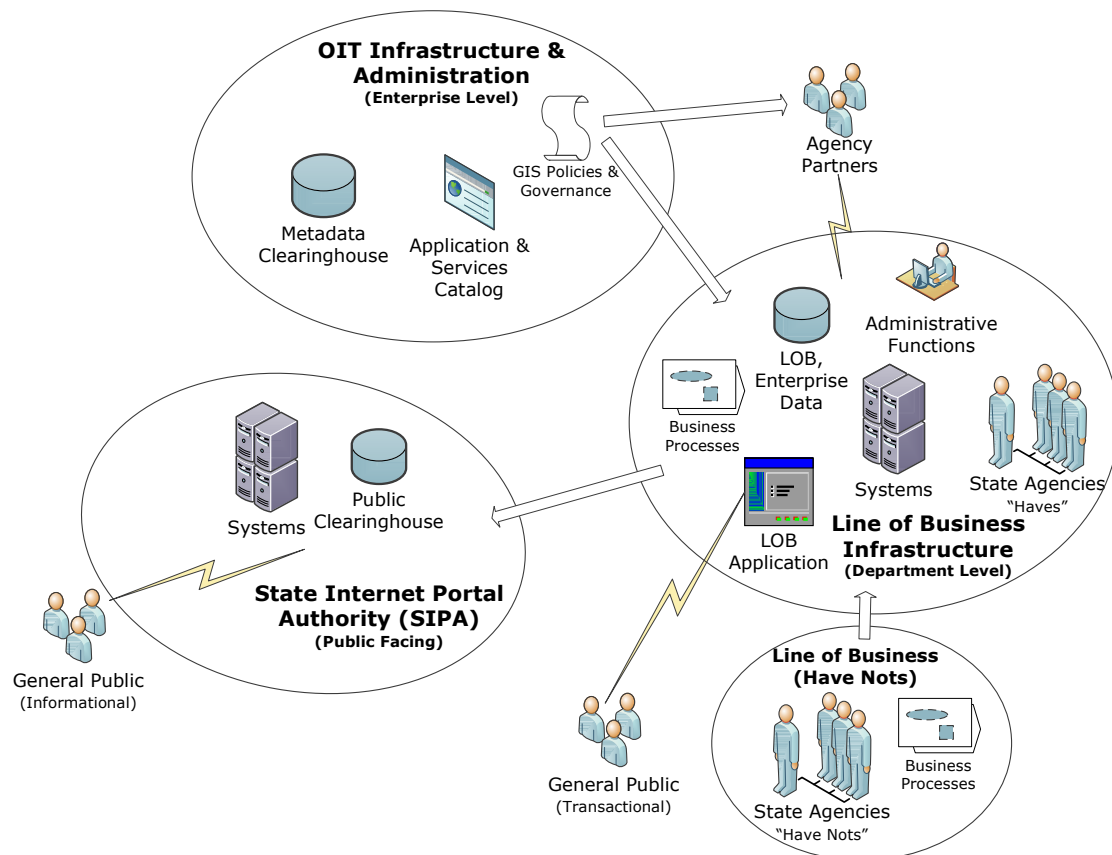 OIT Infrastructure &
Administration
(Enterprise Level)
GIS Policies &
Governance
Metadata
Clearinghouse
Application &
Services
Catalog
Agency
Partners
Administrative
Functions
LOB,
Enterprise
Data
Business
Processes
Systems
State Agencies
“Haves”
LOB
Application
Line of Business
Infrastructure
(Department Level)
Systems
Public
Clearinghouse
State Internet Portal
Authority (SIPA)
(Public Facing)
General Public
(Informational)
General Public
(Transactional)
Line of Business
(Have Nots)
Business
Processes
State Agencies
“Have Nots”